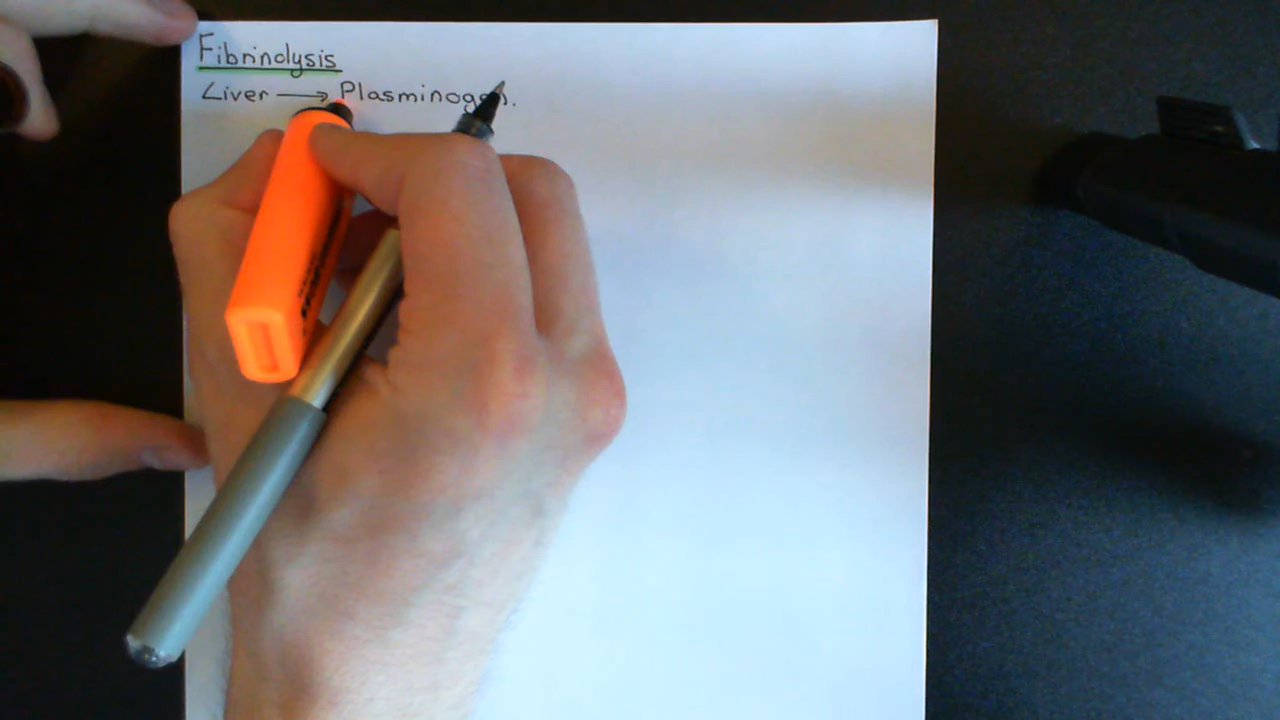 Fibrinolysis
Liver → Plasminogen.